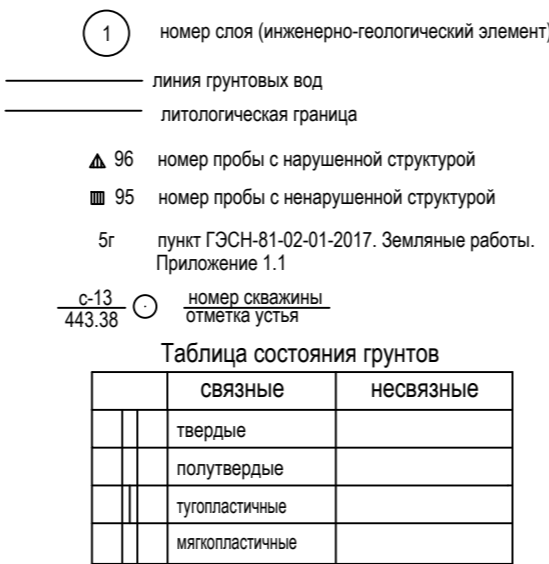 1 номер слоя (инженерно-геологический элемент)
линия грунтовых вод
литологическая граница
96 номер пробы с нарушенной структурой
95 номер пробы с ненарушенной структурой
5г пункт ГЭСН-81-02-01-2017. Земляные работы.
Приложение 1.1
с-13 номер скважины
443.38 отметка устья
Таблица состояния грунтов
связные несвязные
твердые
полутвердые
тугопластичные
мягкопластичные